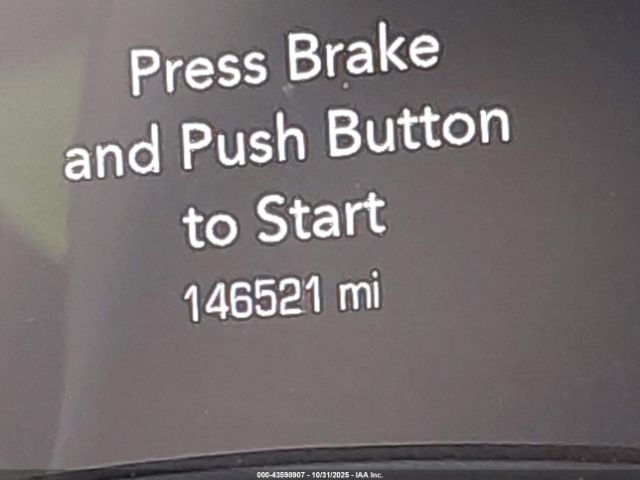 Press Brake
and Push Button
to Start
146521 mi
000-43598907 - 10/31/2025 - IAA Inc.